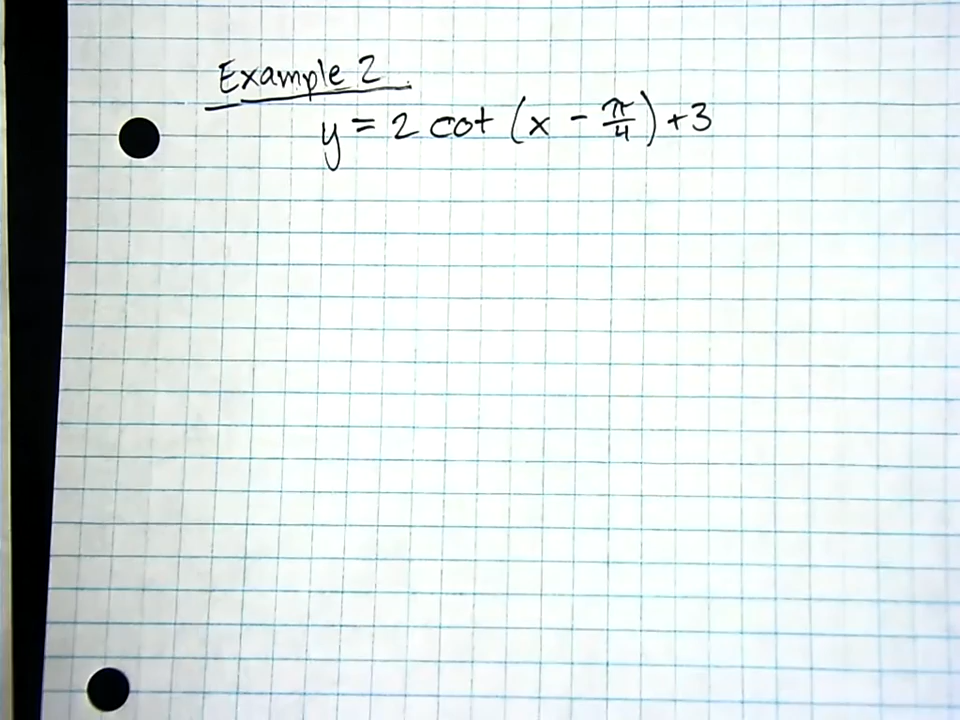 Example 2
y = 2 cot (x - π/4) + 3